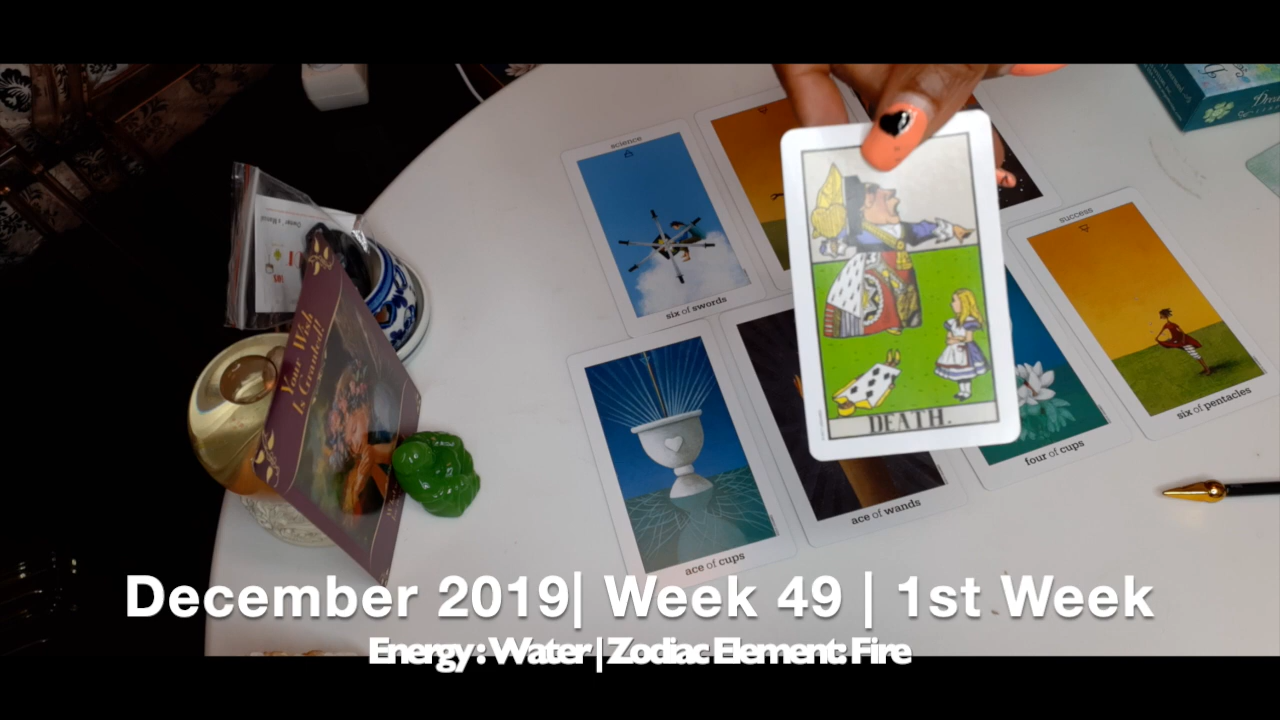 science
success
six of swords
six of pentacles
DEATH.
four of cups
ace of wands
ace of cups
Your Wish
Is Granted!!
December 2019| Week 49 | 1st Week
Energy : Water | Zodiac Element: Fire